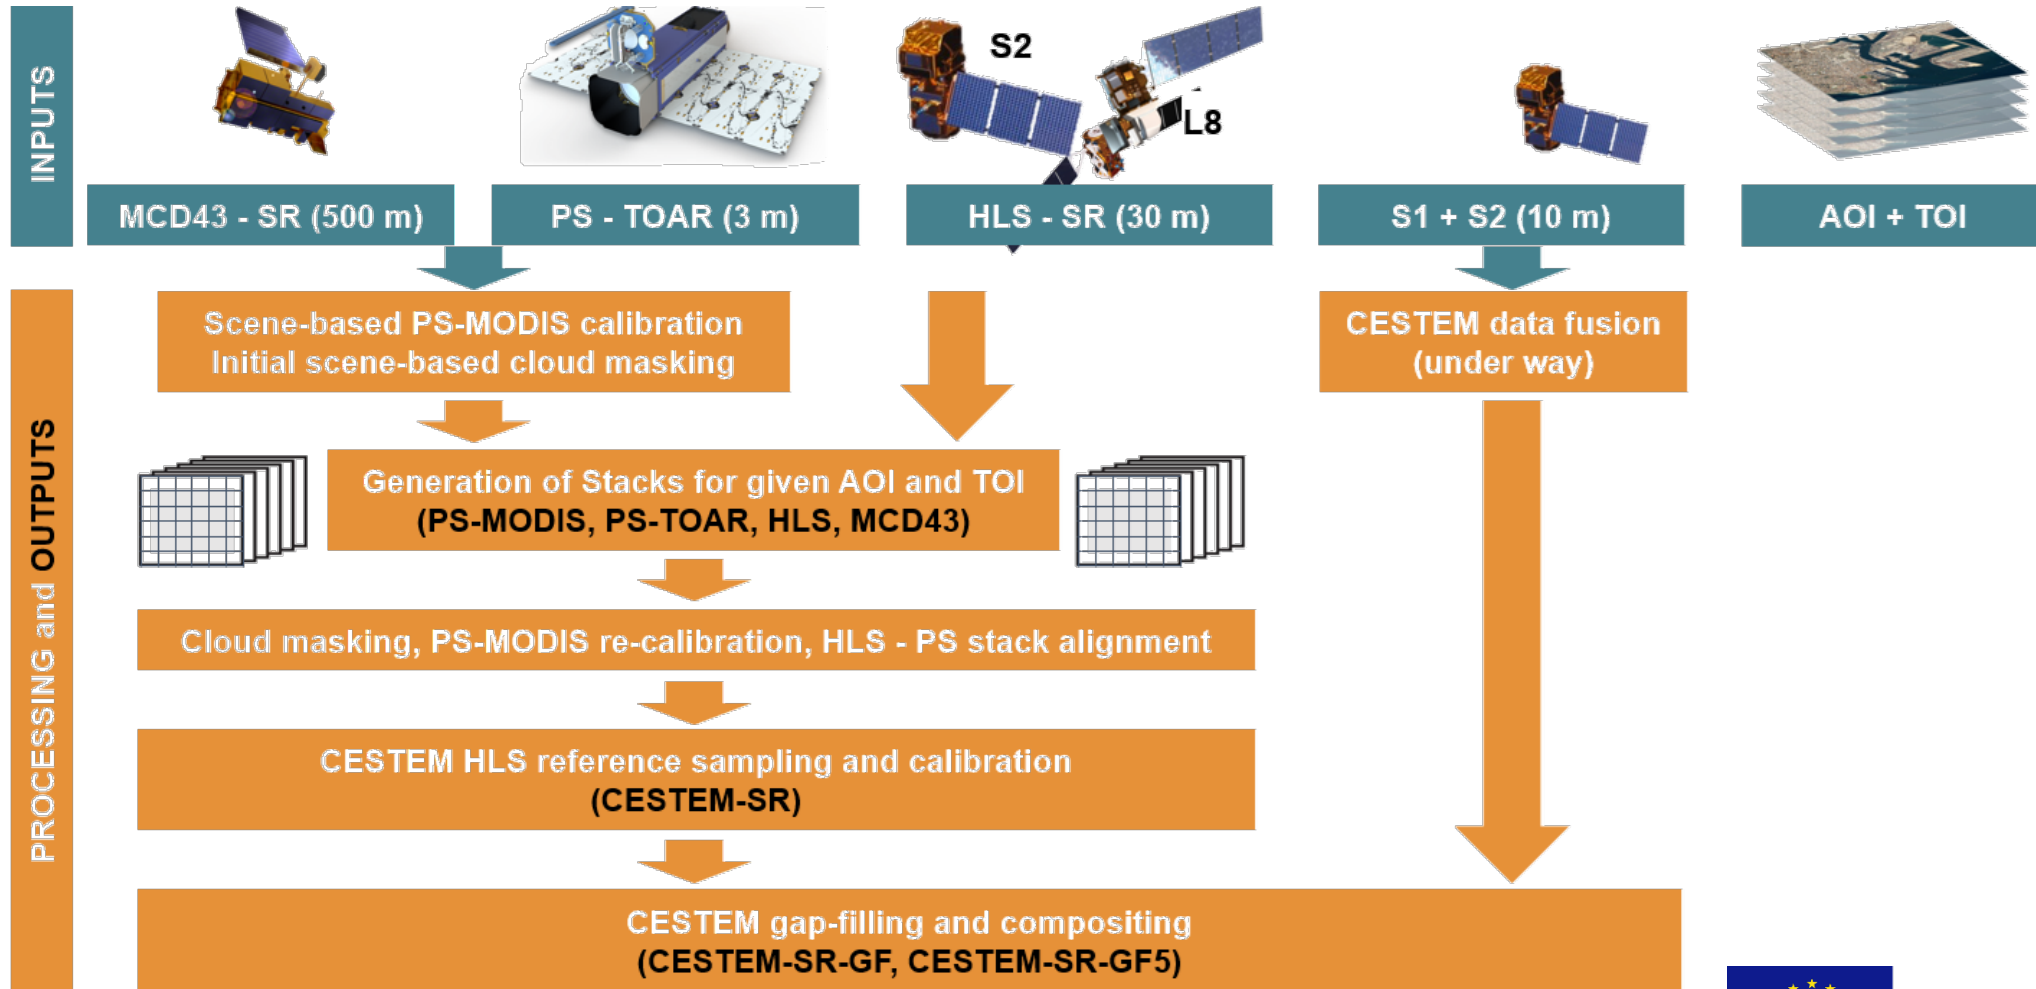 INPUTS
S2
L8
MCD43 - SR (500 m)
PS - TOAR (3 m)
HLS - SR (30 m)
S1 + S2 (10 m)
AOI + TOI
PROCESSING and OUTPUTS
Scene-based PS-MODIS calibration
Initial scene-based cloud masking
CESTEM data fusion
(under way)
Generation of Stacks for given AOI and TOI
(PS-MODIS, PS-TOAR, HLS, MCD43)
Cloud masking, PS-MODIS re-calibration, HLS - PS stack alignment
CESTEM HLS reference sampling and calibration
(CESTEM-SR)
CESTEM gap-filling and compositing
(CESTEM-SR-GF, CESTEM-SR-GF5)